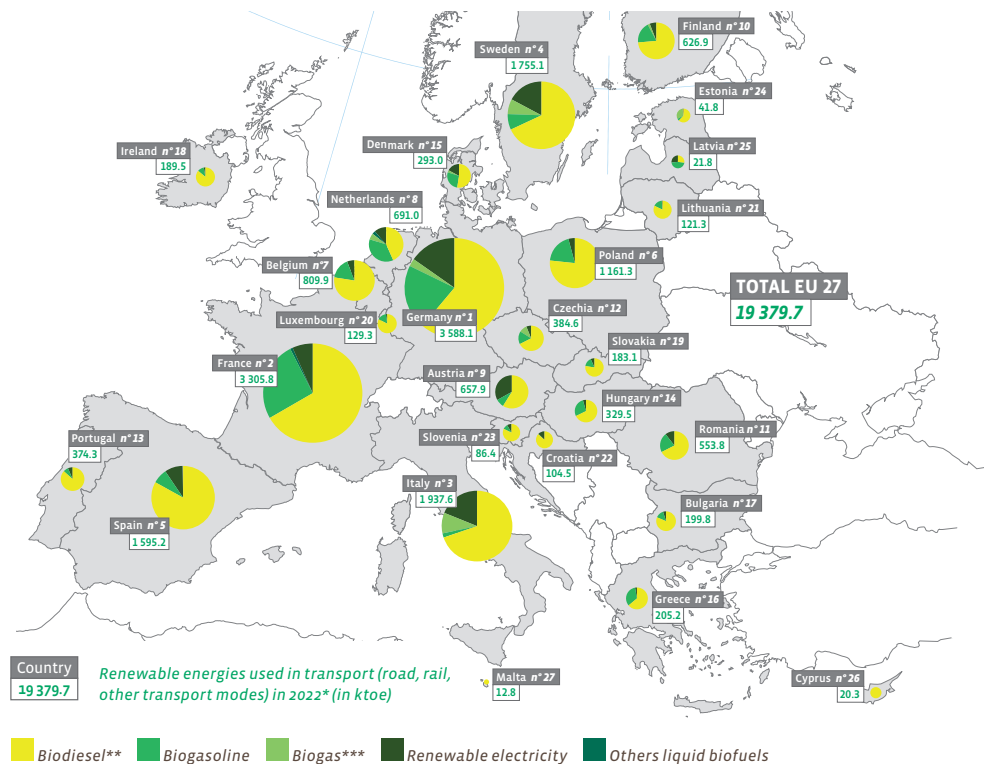 Finland n°10
626.9
Sweden n°4
1 755.1
Estonia n°24
41.8
Denmark n°15
293.0
Latvia n°25
21.8
Ireland n°18
189.5
Netherlands n°8
691.0
Lithuania n°21
121.3
Belgium n°7
809.9
Poland n°6
1 161.3
TOTAL EU 27
19 379.7
Luxembourg n°20
129.3
Germany n°1
3 588.1
Czechia n°12
384.6
Slovakia n°19
183.1
France n°2
3 305.8
Austria n°9
657.9
Hungary n°14
329.5
Portugal n°13
374.3
Slovenia n°23
86.4
Croatia n°22
104.5
Romania n°11
553.8
Italy n°3
1 937.6
Spain n°5
1 595.2
Bulgaria n°17
199.8
Greece n°16
205.2
Malta n°27
12.8
Cyprus n°26
20.3
Country
19 379.7
Renewable energies used in transport (road, rail,
other transport modes) in 2022* (in ktoe)
Biodiesel** Biogasoline Biogas*** Renewable electricity Others liquid biofuels